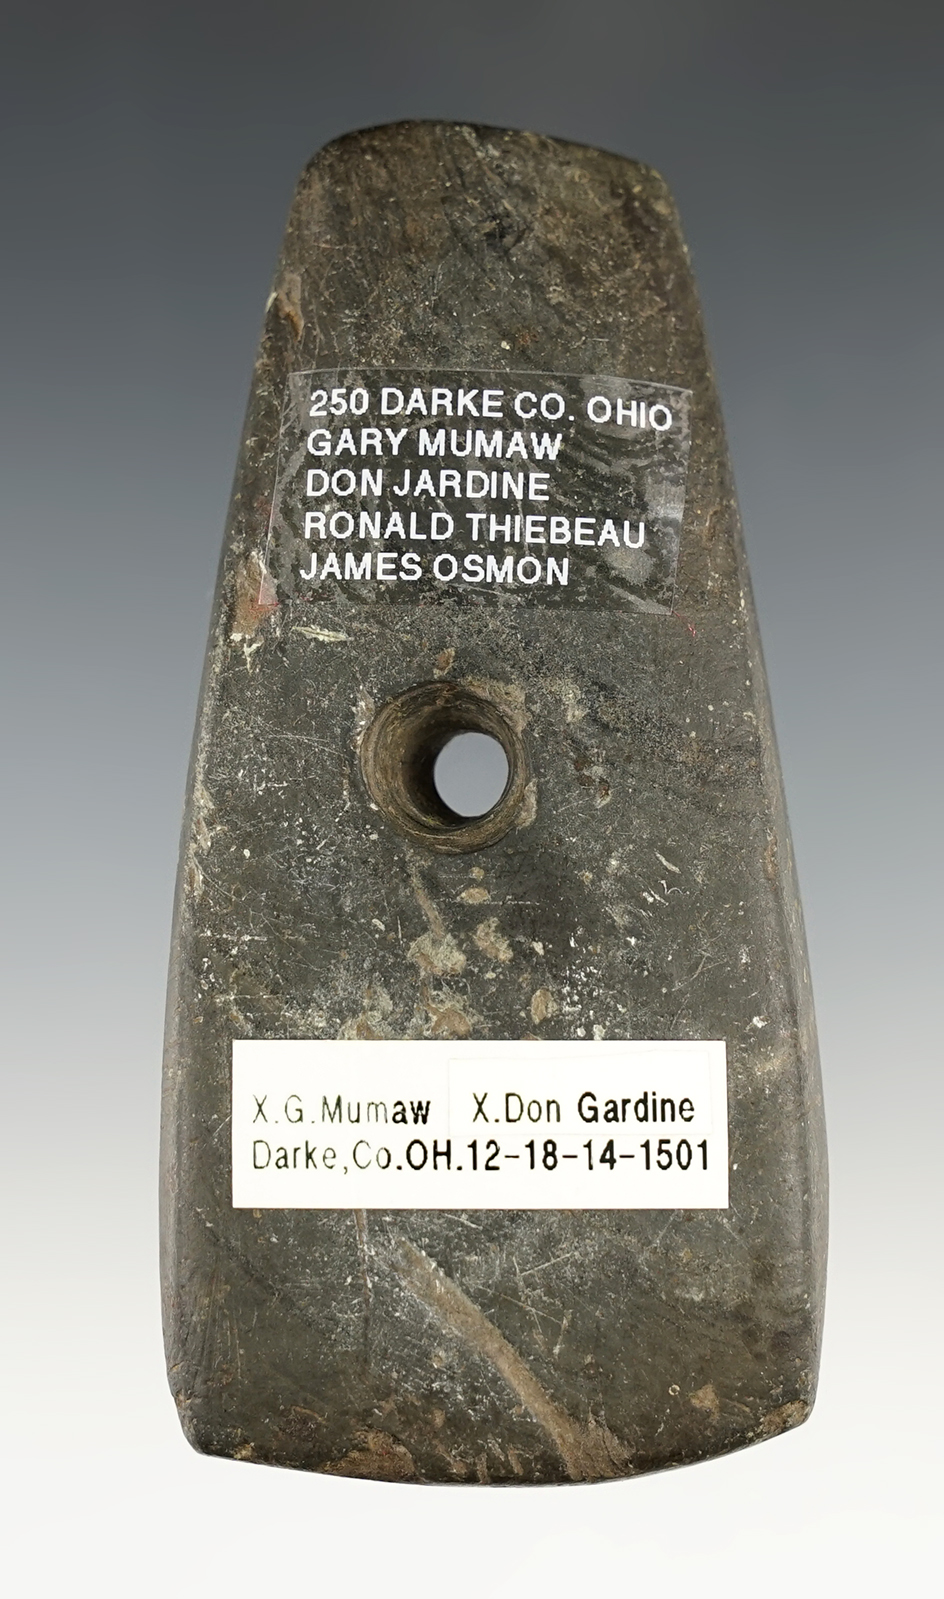 250 DARKE CO. OHIO
GARY MUMAW
DON JARDINE
RONALD THIEBEAU
JAMES OSMON
X.G.Mumaw X.Don Gardine
Darke,Co.OH.12-18-14-1501